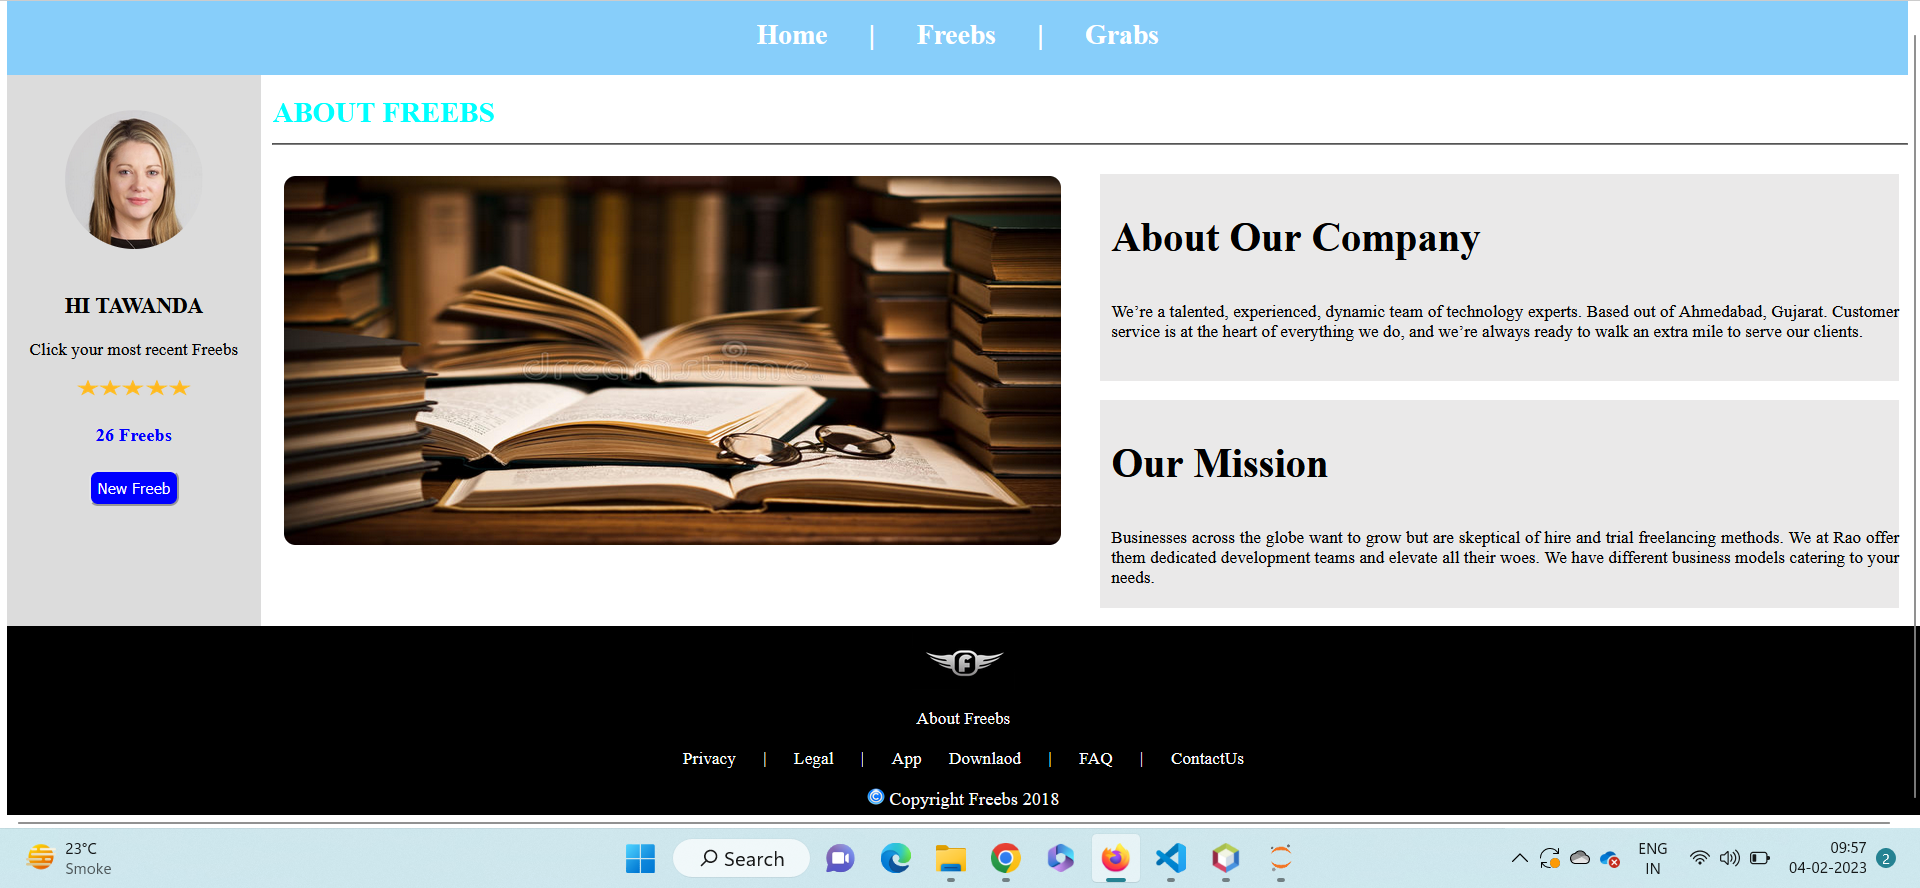 Home | Freebs | Grabs
ABOUT FREEBS
HI TAWANDA
Click your most recent Freebs
26 Freebs
New Freeb
dreamstime
About Our Company
We’re a talented, experienced, dynamic team of technology experts. Based out of Ahmedabad, Gujarat. Customer
service is at the heart of everything we do, and we’re always ready to walk an extra mile to serve our clients.
Our Mission
Businesses across the globe want to grow but are skeptical of hire and trial freelancing methods. We at Rao offer
them dedicated development teams and elevate all their woes. We have different business models catering to your
needs.
F
About Freebs
Privacy | Legal | App Downlaod | FAQ | ContactUs
© Copyright Freebs 2018
23°C
Smoke
Search
ENG
IN
09:57
04-02-2023
2